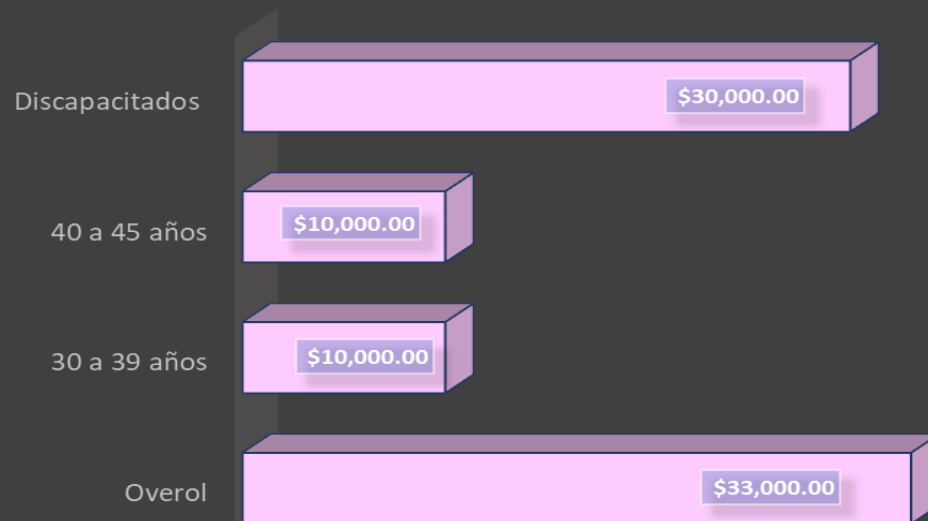 Discapacitados $30,000.00
40 a 45 años $10,000.00
30 a 39 años $10,000.00
Overol $33,000.00